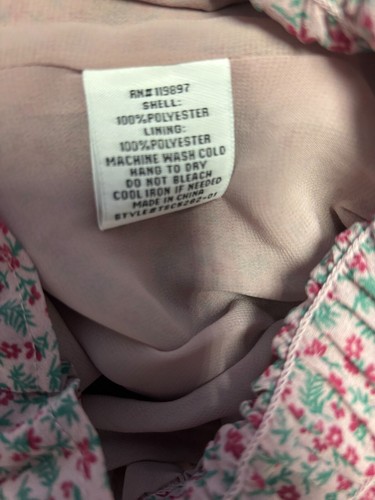 RN# 119897
SHELL:
100%POLYESTER
LINING:
100%POLYESTER
MACHINE WASH COLD
HANG TO DRY
DO NOT BLEACH
COOL IRON IF NEEDED
MADE IN CHINA